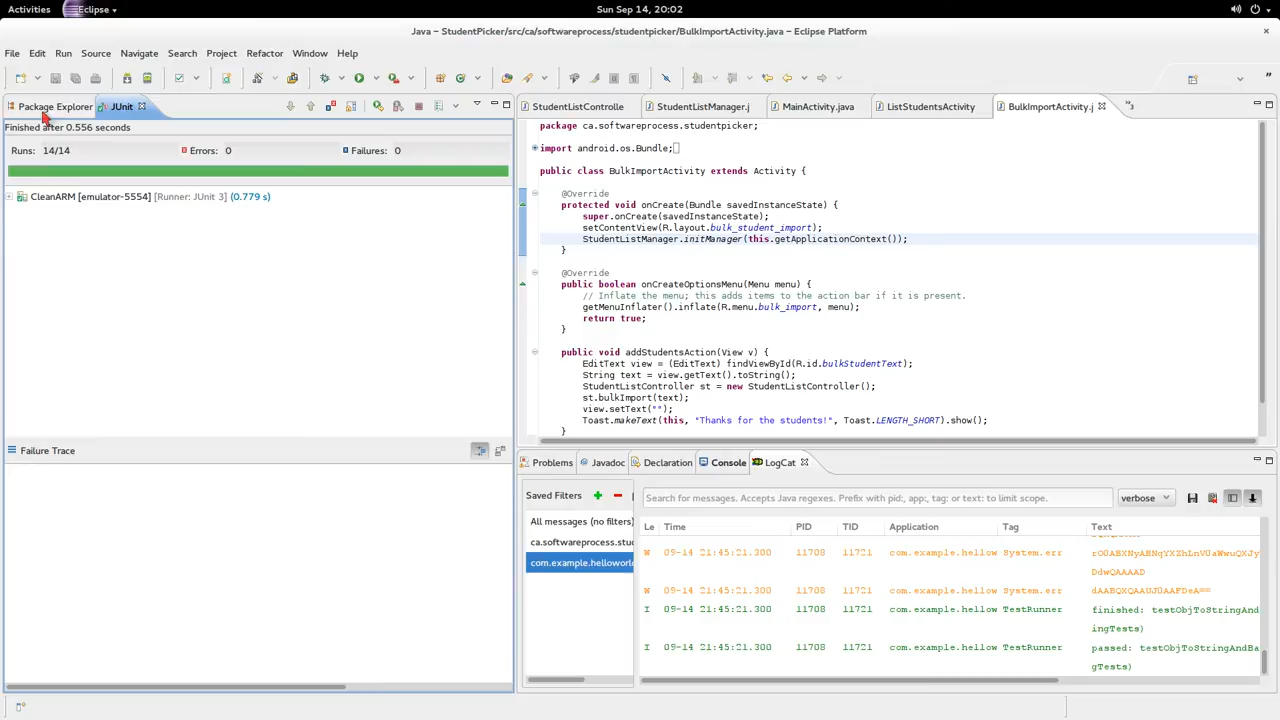 Activities Eclipse Sun Sep 14, 20:02
Java – StudentPicker/src/ca/softwareprocess/studentpicker/BulkImportActivity.java – Eclipse Platform
File Edit Run Source Navigate Search Project Refactor Window Help
Package Explorer JUnit
Finished after 0.556 seconds
Runs: 14/14 Errors: 0 Failures: 0
CleanARM [emulator-5554] [Runner: JUnit 3] (0.779 s)
Failure Trace
StudentListControlle StudentListManager.j MainActivity.java ListStudentsActivity BulkImportActivity.j »3
package ca.softwareprocess.studentpicker;
import android.os.Bundle;
public class BulkImportActivity extends Activity {
@Override
protected void onCreate(Bundle savedInstanceState) {
super.onCreate(savedInstanceState);
setContentView(R.layout.bulk_student_import);
StudentListManager.initManager(this.getApplicationContext());
}
@Override
public boolean onCreateOptionsMenu(Menu menu) {
// Inflate the menu; this adds items to the action bar if it is present.
getMenuInflater().inflate(R.menu.bulk_import, menu);
return true;
}
public void addStudentsAction(View v) {
EditText view = (EditText) findViewById(R.id.bulkStudentText);
String text = view.getText().toString();
StudentListController st = new StudentListController();
st.bulkImport(text);
view.setText("");
Toast.makeText(this, "Thanks for the students!", Toast.LENGTH_SHORT).show();
}
Problems Javadoc Declaration Console LogCat
Saved Filters
All messages (no filters)
ca.softwareprocess.stud
com.example.helloworld
Search for messages. Accepts Java regexes. Prefix with pid:, app:, tag: or text: to limit scope. verbose
Le Time PID TID Application Tag Text
W 09-14 21:45:21.300 11708 11721 com.example.hellow System.err
DdwQAAAAD
W 09-14 21:45:21.300 11708 11721 com.example.hellow System.err dAABQXQAAUJ0AAFDeA==
I 09-14 21:45:21.300 11708 11721 com.example.hellow TestRunner finished: testObjToStringAnd
ingTests)
I 09-14 21:45:21.300 11708 11721 com.example.hellow TestRunner passed: testObjToStringAndBa
gTests)